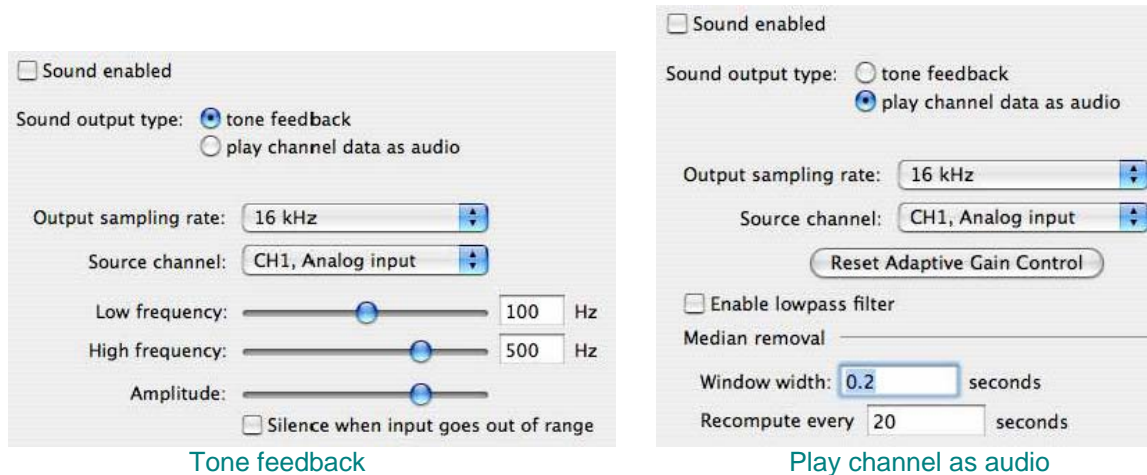 Sound enabled
Sound output type: tone feedback
play channel data as audio
Output sampling rate: 16 kHz
Source channel: CH1, Analog input
Low frequency: 100 Hz
High frequency: 500 Hz
Amplitude:
Silence when input goes out of range
Tone feedback
Sound enabled
Sound output type: tone feedback
play channel data as audio
Output sampling rate: 16 kHz
Source channel: CH1, Analog input
Reset Adaptive Gain Control
Enable lowpass filter
Median removal
Window width: 0.2 seconds
Recompute every 20 seconds
Play channel as audio